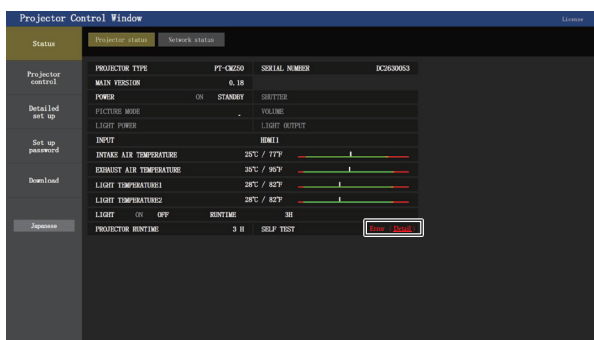 Projector Control Window License
Status
Projector status Network status
Projector
control
Detailed
set up
Set up
password
Download
Japanese
PROJECTOR TYPE PT-CMZ50 SERIAL NUMBER DC2630053
MAIN VERSION 0.18
POWER ON STANDBY SHUTTER
PICTURE MODE - VOLUME
LIGHT POWER LIGHT OUTPUT
INPUT HDMI1
INTAKE AIR TEMPERATURE 25℃ / 77℉
EXHAUST AIR TEMPERATURE 35℃ / 95℉
LIGHT TEMPERATURE1 28℃ / 82℉
LIGHT TEMPERATURE2 28℃ / 82℉
LIGHT ON OFF RUNTIME 3H
PROJECTOR RUNTIME 3 H SELF TEST Error (Detail)